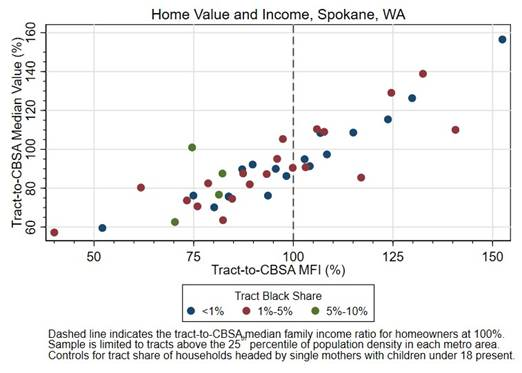 Home Value and Income, Spokane, WA
Tract-to-CBSA Median Value (%)
160
140
120
100
80
60
50
75
100
125
150
Tract-to-CBSA MFI (%)
Tract Black Share
<1% 1%-5% 5%-10%
Dashed line indicates the tract-to-CBSA median family income ratio for homeowners at 100%.
Sample is limited to tracts above the 25th percentile of population density in each metro area.
Controls for tract share of households headed by single mothers with children under 18 present.